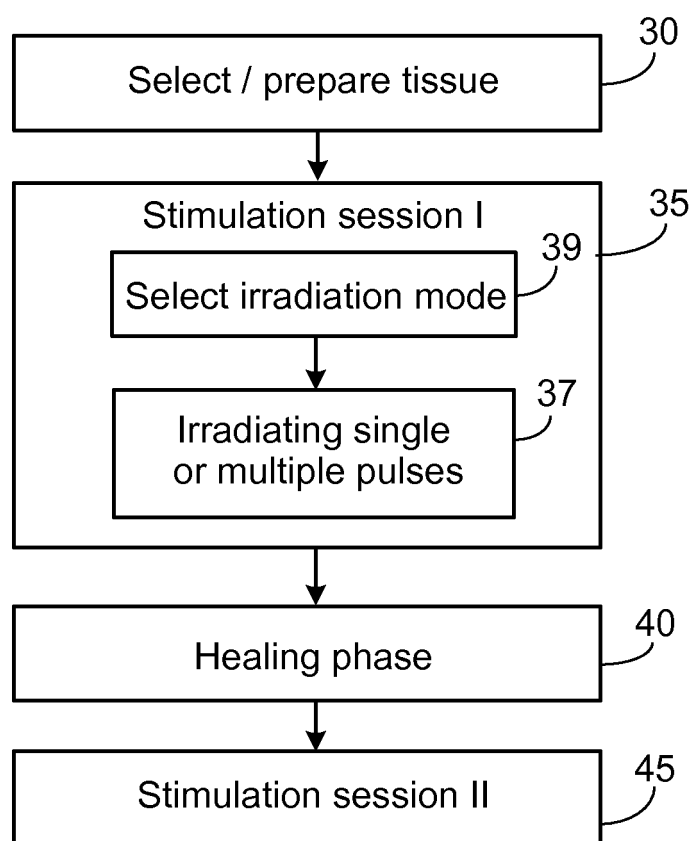 30
Select / prepare tissue
35
Stimulation session I
39
Select irradiation mode
37
Irradiating single
or multiple pulses
40
Healing phase
45
Stimulation session II